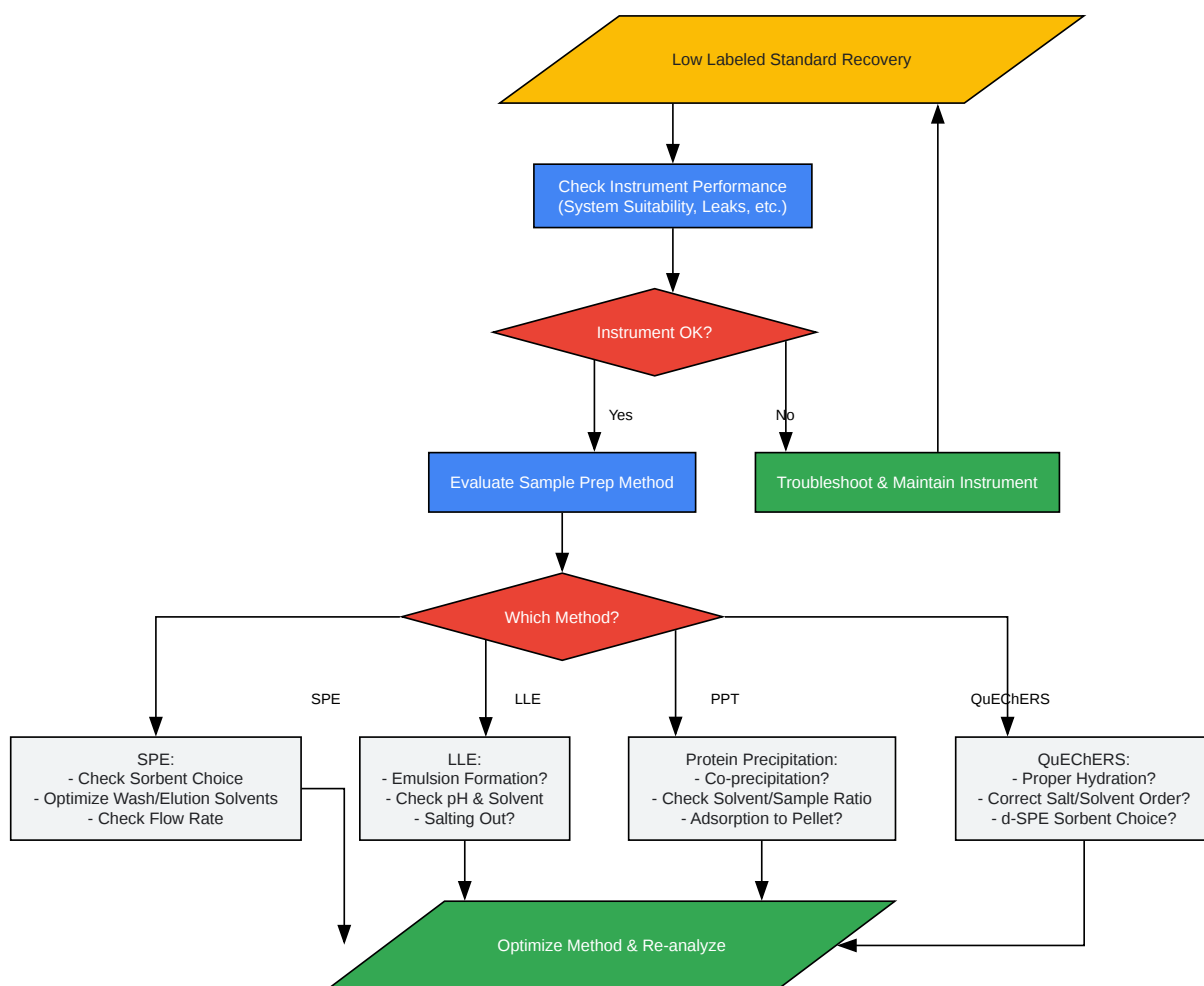 Low Labeled Standard Recovery
Check Instrument Performance
(System Suitability, Leaks, etc.)
Instrument OK?
Yes
No
Evaluate Sample Prep Method
Troubleshoot & Maintain Instrument
Which Method?
SPE
LLE
PPT
QuEChERS
SPE:
- Check Sorbent Choice
- Optimize Wash/Elution Solvents
- Check Flow Rate
LLE:
- Emulsion Formation?
- Check pH & Solvent
- Salting Out?
Protein Precipitation:
- Co-precipitation?
- Check Solvent/Sample Ratio
- Adsorption to Pellet?
QuEChERS:
- Proper Hydration?
- Correct Salt/Solvent Order?
- d-SPE Sorbent Choice?
Optimize Method & Re-analyze